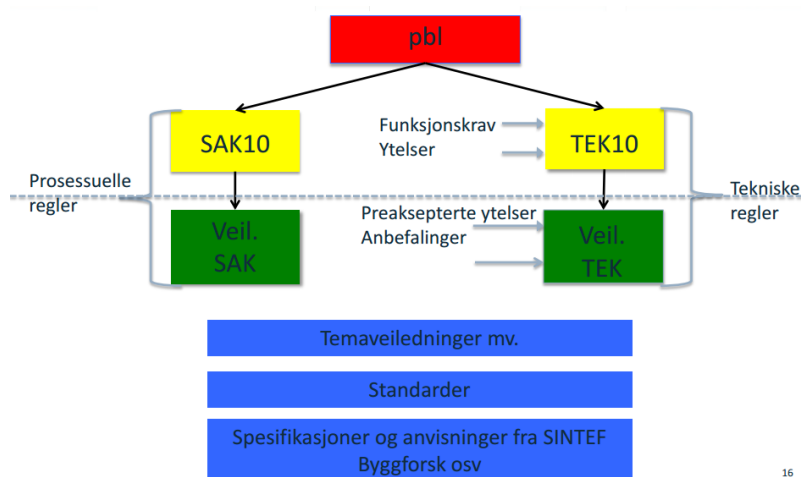 pbl
SAK10
Funksjonskrav
Ytelser
TEK10
Prosessuelle
regler
Tekniske
regler
Veil.
SAK
Preaksepterte ytelser
Anbefalinger
Veil.
TEK
Temaveiledninger mv.
Standarder
Spesifikasjoner og anvisninger fra SINTEF
Byggforsk osv
16